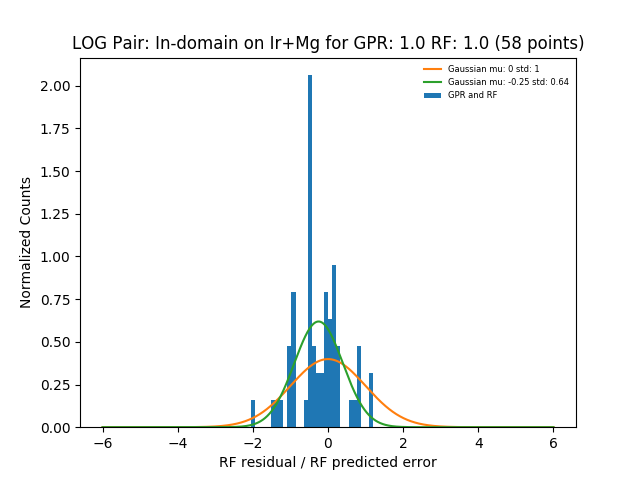 LOG Pair: In-domain on Ir+Mg for GPR: 1.0 RF: 1.0 (58 points)
Gaussian mu: 0 std: 1
Gaussian mu: -0.25 std: 0.64
GPR and RF
Normalized Counts
2.00
1.75
1.50
1.25
1.00
0.75
0.50
0.25
0.00
−6
−4
−2
0
2
4
6
RF residual / RF predicted error